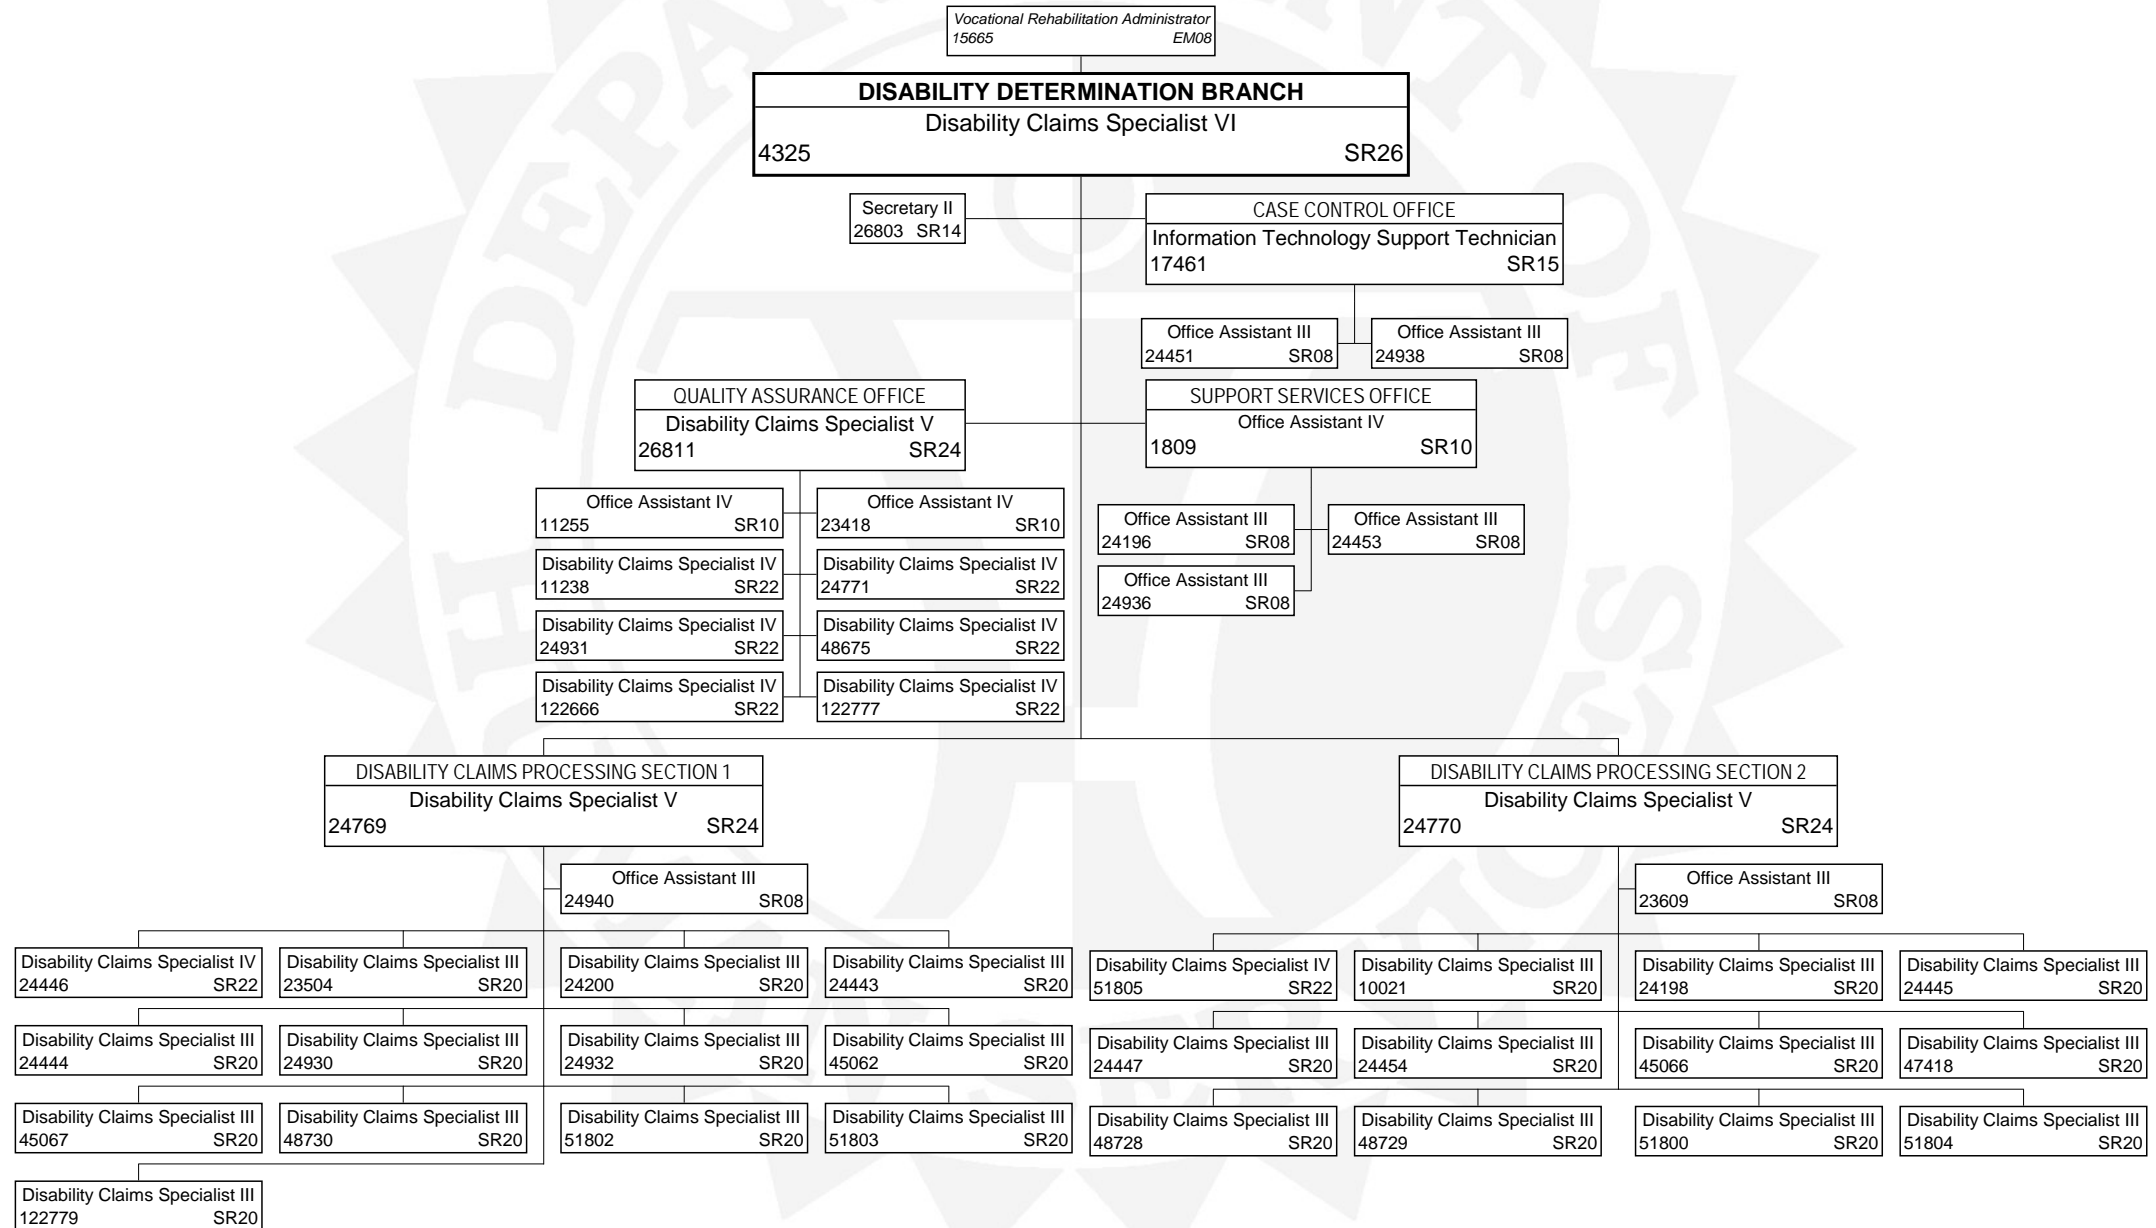 Vocational Rehabilitation Administrator
15665 EM08
DISABILITY DETERMINATION BRANCH
Disability Claims Specialist VI
4325 SR26
Secretary II
26803 SR14
CASE CONTROL OFFICE
Information Technology Support Technician
17461 SR15
Office Assistant III
24451 SR08
Office Assistant III
24938 SR08
QUALITY ASSURANCE OFFICE
Disability Claims Specialist V
26811 SR24
SUPPORT SERVICES OFFICE
Office Assistant IV
1809 SR10
Office Assistant IV
11255 SR10
Office Assistant IV
23418 SR10
Disability Claims Specialist IV
11238 SR22
Disability Claims Specialist IV
24771 SR22
Disability Claims Specialist IV
24931 SR22
Disability Claims Specialist IV
48675 SR22
Disability Claims Specialist IV
122666 SR22
Disability Claims Specialist IV
122777 SR22
Office Assistant III
24196 SR08
Office Assistant III
24453 SR08
Office Assistant III
24936 SR08
DISABILITY CLAIMS PROCESSING SECTION 1
Disability Claims Specialist V
24769 SR24
Office Assistant III
24940 SR08
Disability Claims Specialist IV
24446 SR22
Disability Claims Specialist III
23504 SR20
Disability Claims Specialist III
24200 SR20
Disability Claims Specialist III
24443 SR20
Disability Claims Specialist III
24444 SR20
Disability Claims Specialist III
24930 SR20
Disability Claims Specialist III
24932 SR20
Disability Claims Specialist III
45062 SR20
Disability Claims Specialist III
45067 SR20
Disability Claims Specialist III
48730 SR20
Disability Claims Specialist III
51802 SR20
Disability Claims Specialist III
51803 SR20
Disability Claims Specialist III
122779 SR20
DISABILITY CLAIMS PROCESSING SECTION 2
Disability Claims Specialist V
24770 SR24
Office Assistant III
23609 SR08
Disability Claims Specialist IV
51805 SR22
Disability Claims Specialist III
10021 SR20
Disability Claims Specialist III
24198 SR20
Disability Claims Specialist III
24445 SR20
Disability Claims Specialist III
24447 SR20
Disability Claims Specialist III
24454 SR20
Disability Claims Specialist III
45066 SR20
Disability Claims Specialist III
47418 SR20
Disability Claims Specialist III
48728 SR20
Disability Claims Specialist III
48729 SR20
Disability Claims Specialist III
51800 SR20
Disability Claims Specialist III
51804 SR20